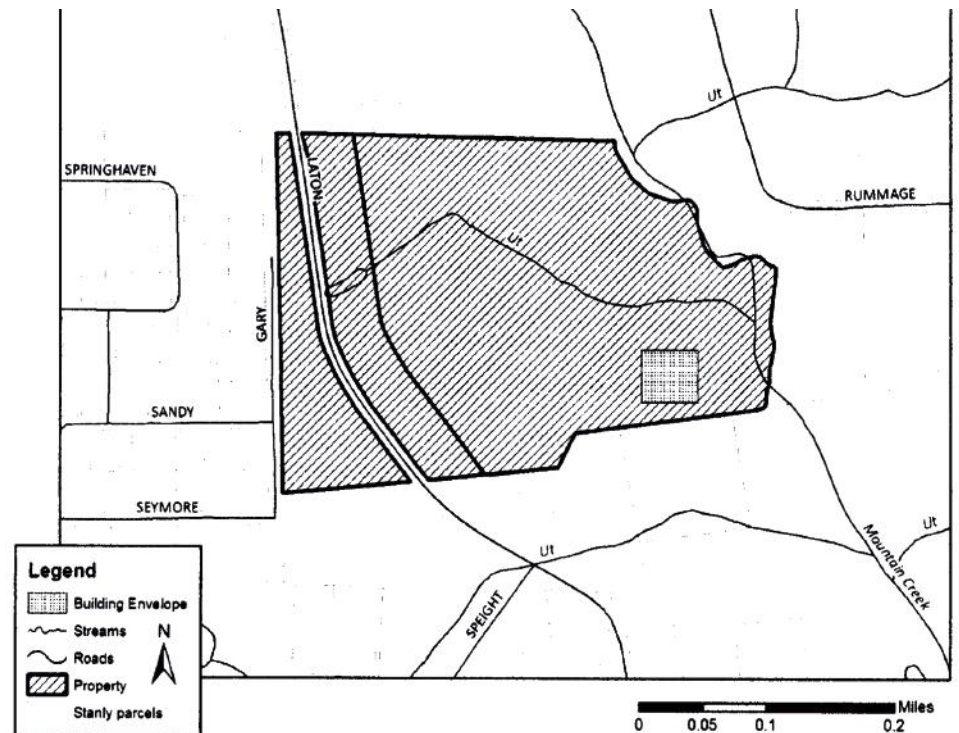 Ut
SPRINGHAVEN
LATON
RUMMAGE
Ut
GARY
SANDY
SEYMORE
Ut
Ut
SPEIGHT
Mountain Creek
Legend
Building Envelope
Streams
N
Roads
Property
Stanly parcels
Miles
0 0.05 0.1 0.2